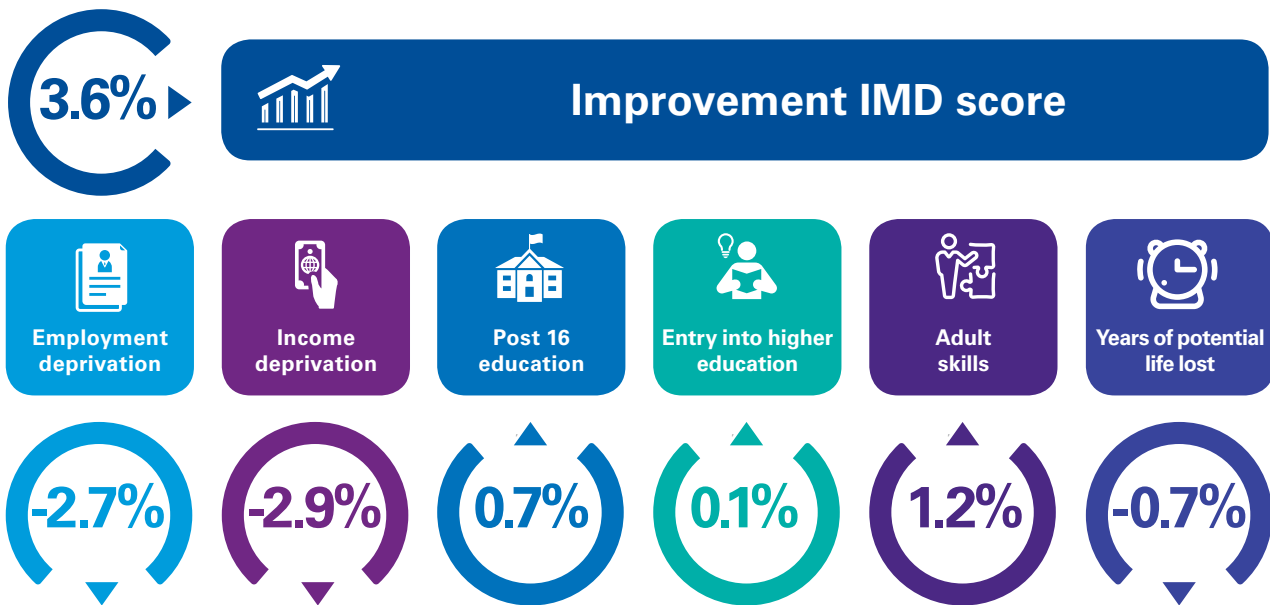 3.6%
Improvement IMD score
Employment
deprivation
Income
deprivation
Post 16
education
Entry into higher
education
Adult
skills
Years of potential
life lost
-2.7%
-2.9%
0.7%
0.1%
1.2%
-0.7%